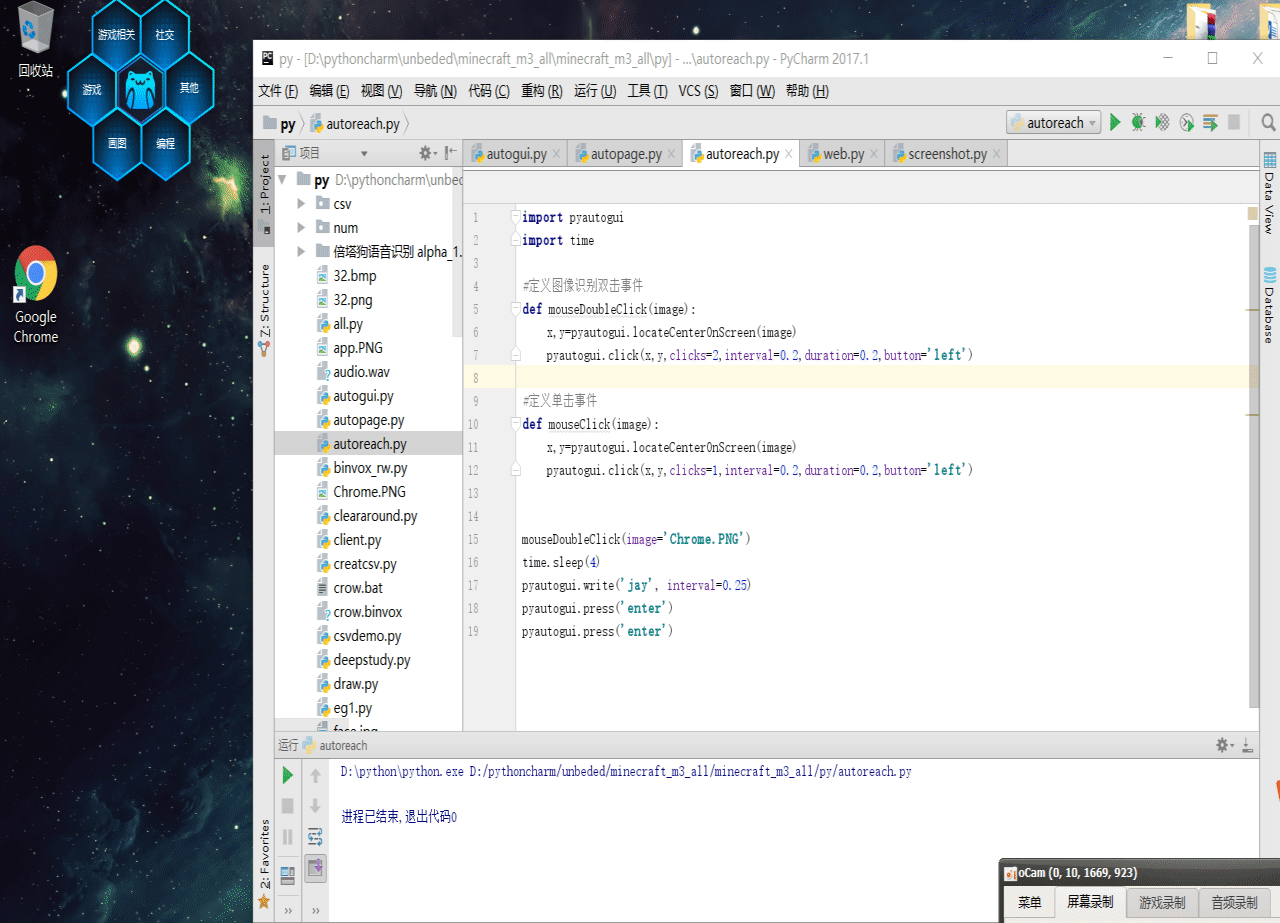 回收站
游戏相关
社交
游戏
其他
画图
编程
Google
Chrome
py - [D:\pythoncharm\unbeded\minecraft_m3_all\minecraft_m3_all\py] - ...\autoreach.py - PyCharm 2017.1
文件 (F) 编辑 (E) 视图 (V) 导航 (N) 代码 (C) 重构 (R) 运行 (U) 工具 (T) VCS (S) 窗口 (W) 帮助 (H)
py autoreach.py
autoreach
1: Project
Z: Structure
2: Favorites
项目
autogui.py autopage.py autoreach.py web.py screenshot.py
py D:\pythoncharm\unbed
csv
num
倍塔狗语音识别 alpha_1.
32.bmp
32.png
all.py
app.PNG
audio.wav
autogui.py
autopage.py
autoreach.py
binvox_rw.py
Chrome.PNG
cleararound.py
client.py
creatcsv.py
crow.bat
crow.binvox
csvdemo.py
deepstudy.py
draw.py
eg1.py
1 import pyautogui
2 import time
3
4 #定义图像识别双击事件
5 def mouseDoubleClick(image):
6 x,y=pyautogui.locateCenterOnScreen(image)
7 pyautogui.click(x,y,clicks=2,interval=0.2,duration=0.2,button='left')
8
9 #定义单击事件
10 def mouseClick(image):
11 x,y=pyautogui.locateCenterOnScreen(image)
12 pyautogui.click(x,y,clicks=1,interval=0.2,duration=0.2,button='left')
13
14
15 mouseDoubleClick(image='Chrome.PNG')
16 time.sleep(4)
17 pyautogui.write('jay', interval=0.25)
18 pyautogui.press('enter')
19 pyautogui.press('enter')
Data View
Database
运行 autoreach
D:\python\python.exe D:/pythoncharm/unbeded/minecraft_m3_all/minecraft_m3_all/py/autoreach.py
进程已结束,退出代码0
oCam (0, 10, 1669, 923)
菜单 屏幕录制 游戏录制 音频录制